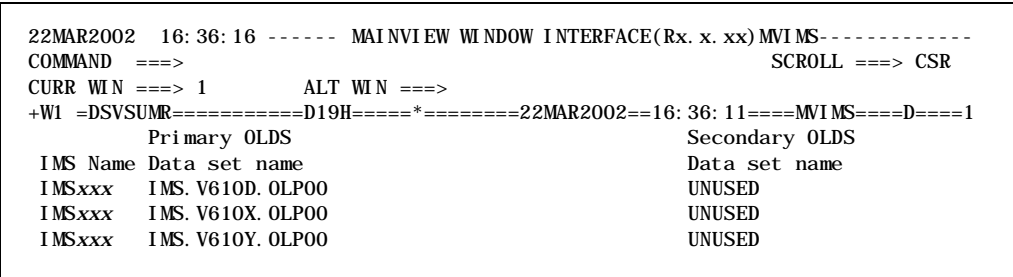 22MAR2002  16:36:16 ------ MAINVIEW WINDOW INTERFACE(Rx.x.xx)MVIMS-------------
COMMAND  ===>                                                 SCROLL ===> CSR
CURR WIN ===> 1        ALT WIN ===>
+W1 =DSVSUMR===========D19H=====*========22MAR2002==16:36:11====MVIMS====D====1
         Primary OLDS                                 Secondary OLDS
IMS Name Data set name                                Data set name
IMSxxx   IMS.V610D.OLP00                              UNUSED
IMSxxx   IMS.V610X.OLP00                              UNUSED
IMSxxx   IMS.V610Y.OLP00                              UNUSED